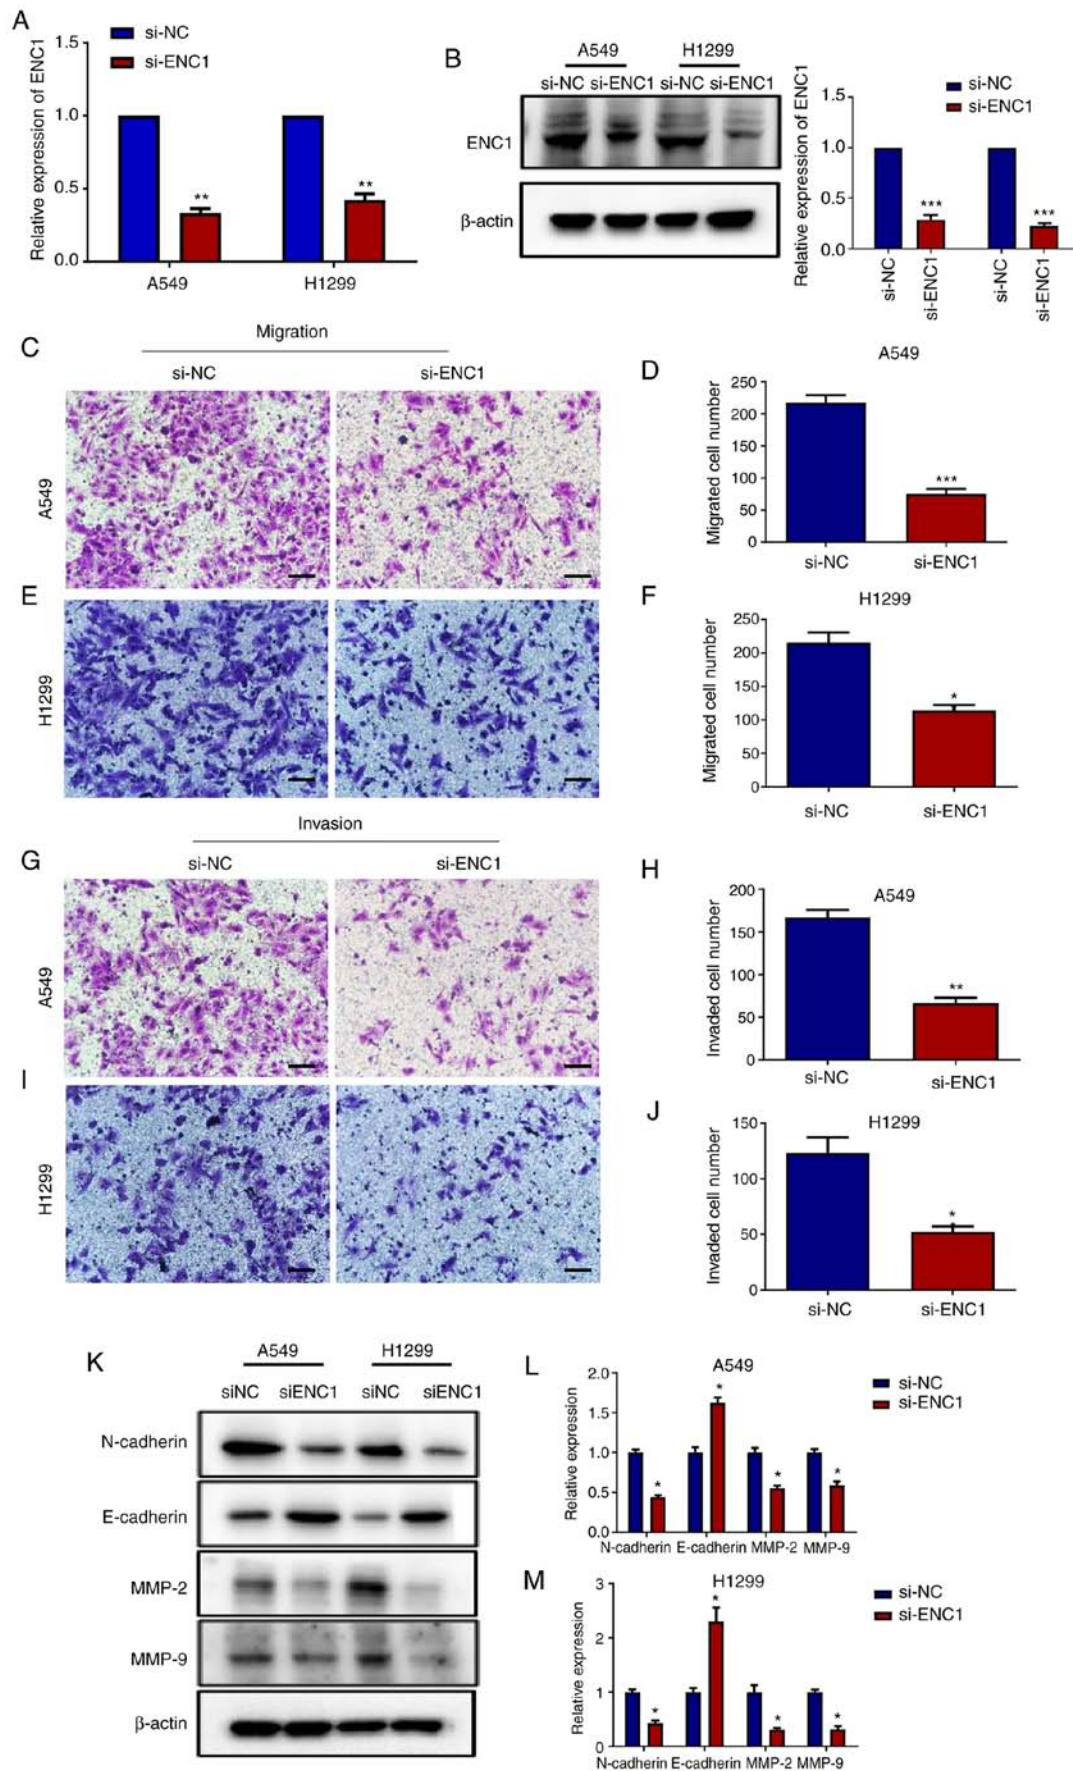 A
si-NC
si-ENC1
Relative expression of ENC1
1.5
1.0
0.5
0.0
**
**
A549
H1299
B
A549
H1299
si-NC si-ENC1 si-NC si-ENC1
ENC1
β-actin
si-NC
si-ENC1
Relative expression of ENC1
1.5
1.0
0.5
0.0
***
***
si-NC
si-ENC1
si-NC
si-ENC1
Migration
C
si-NC
si-ENC1
A549
D
A549
Migrated cell number
250
200
150
100
50
0
***
si-NC
si-ENC1
E
H1299
F
H1299
Migrated cell number
250
200
150
100
50
0
*
si-NC
si-ENC1
Invasion
G
si-NC
si-ENC1
A549
H
A549
Invaded cell number
200
150
100
50
0
**
si-NC
si-ENC1
I
H1299
J
H1299
Invaded cell number
150
100
50
0
*
si-NC
si-ENC1
K
A549
H1299
siNC siENC1 siNC siENC1
N-cadherin
E-cadherin
MMP-2
MMP-9
β-actin
L
A549
si-NC
si-ENC1
Relative expression
2.0
1.5
1.0
0.5
0.0
*
*
*
*
N-cadherin E-cadherin MMP-2 MMP-9
M
H1299
si-NC
si-ENC1
Relative expression
3
2
1
0
*
*
*
*
N-cadherin E-cadherin MMP-2 MMP-9